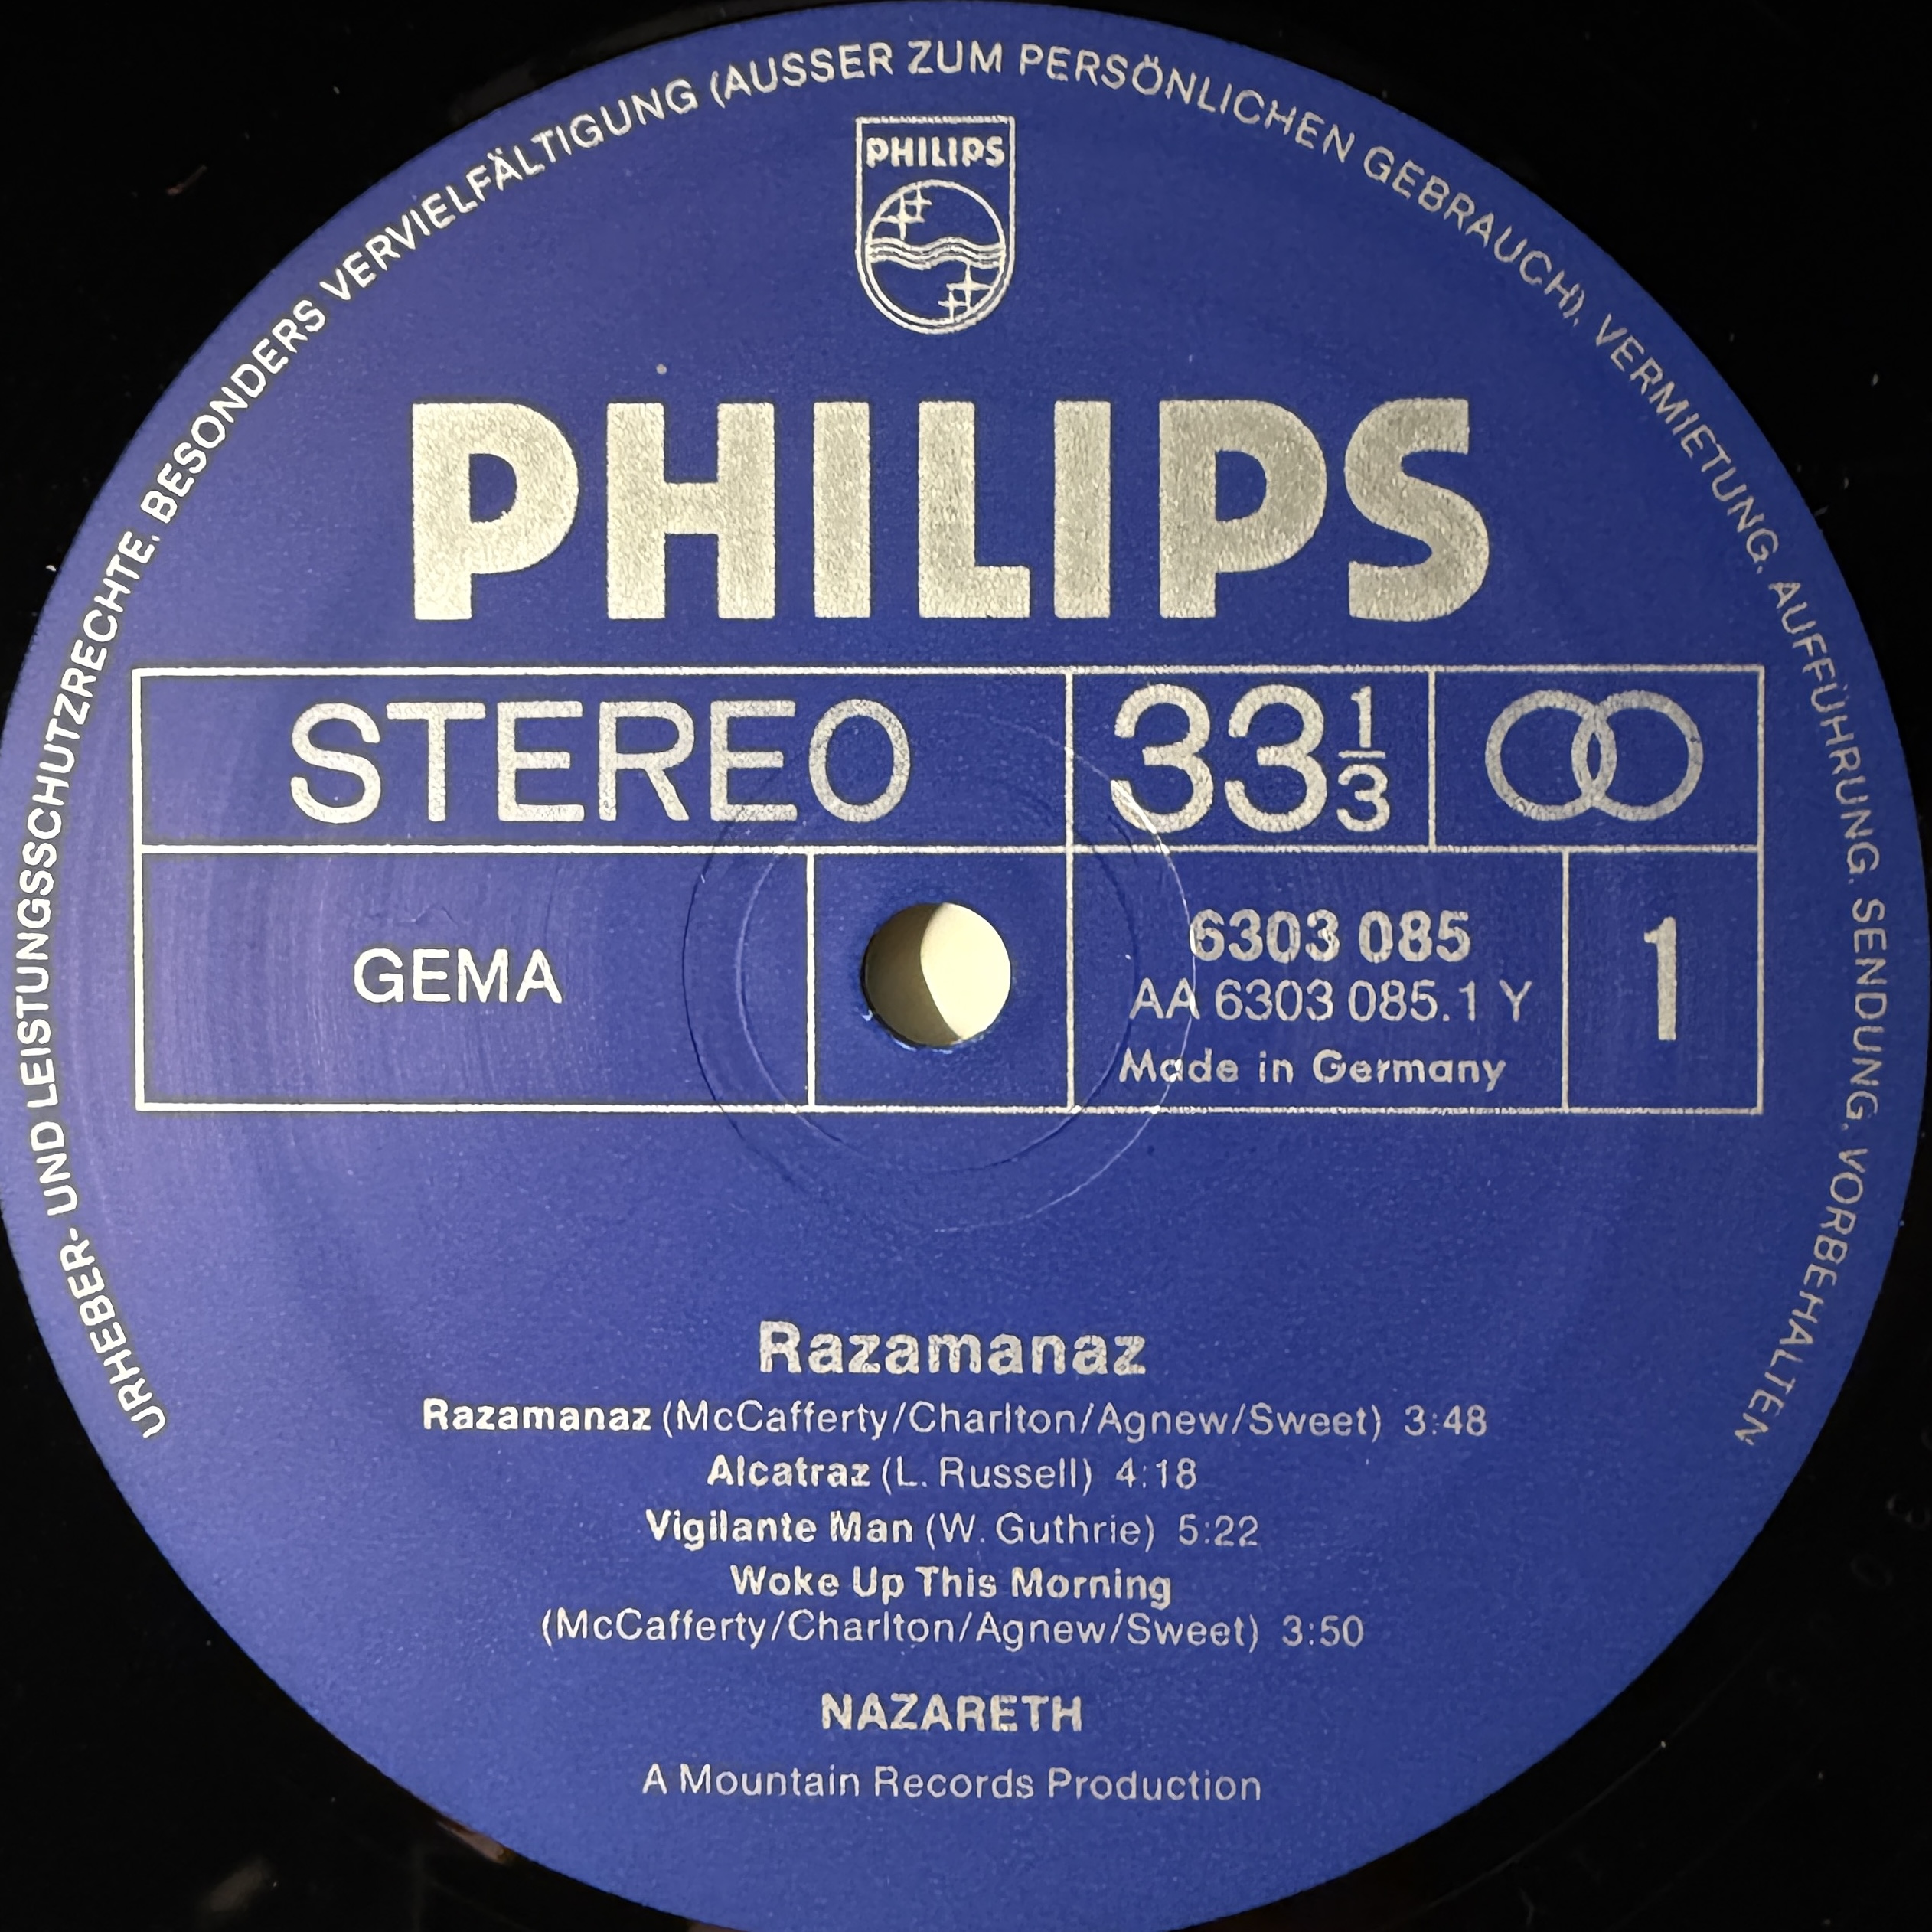 URHEBER- UND LEISTUNGSSCHUTZRECHTE, BESONDERS VERVIELFÄLTIGUNG (AUSSER ZUM PERSÖNLICHEN GEBRAUCH), VERMIETUNG, AUFFÜHRUNG, SENDUNG, VORBEHALTEN
PHILIPS
PHILIPS
STEREO
33 1/3
GEMA
6303 085
AA 6303 085.1 Y
Made in Germany
1
Razamanaz
Razamanaz (McCafferty/Charlton/Agnew/Sweet) 3:48
Alcatraz (L. Russell) 4:18
Vigilante Man (W. Guthrie) 5:22
Woke Up This Morning
(McCafferty/Charlton/Agnew/Sweet) 3:50
NAZARETH
A Mountain Records Production